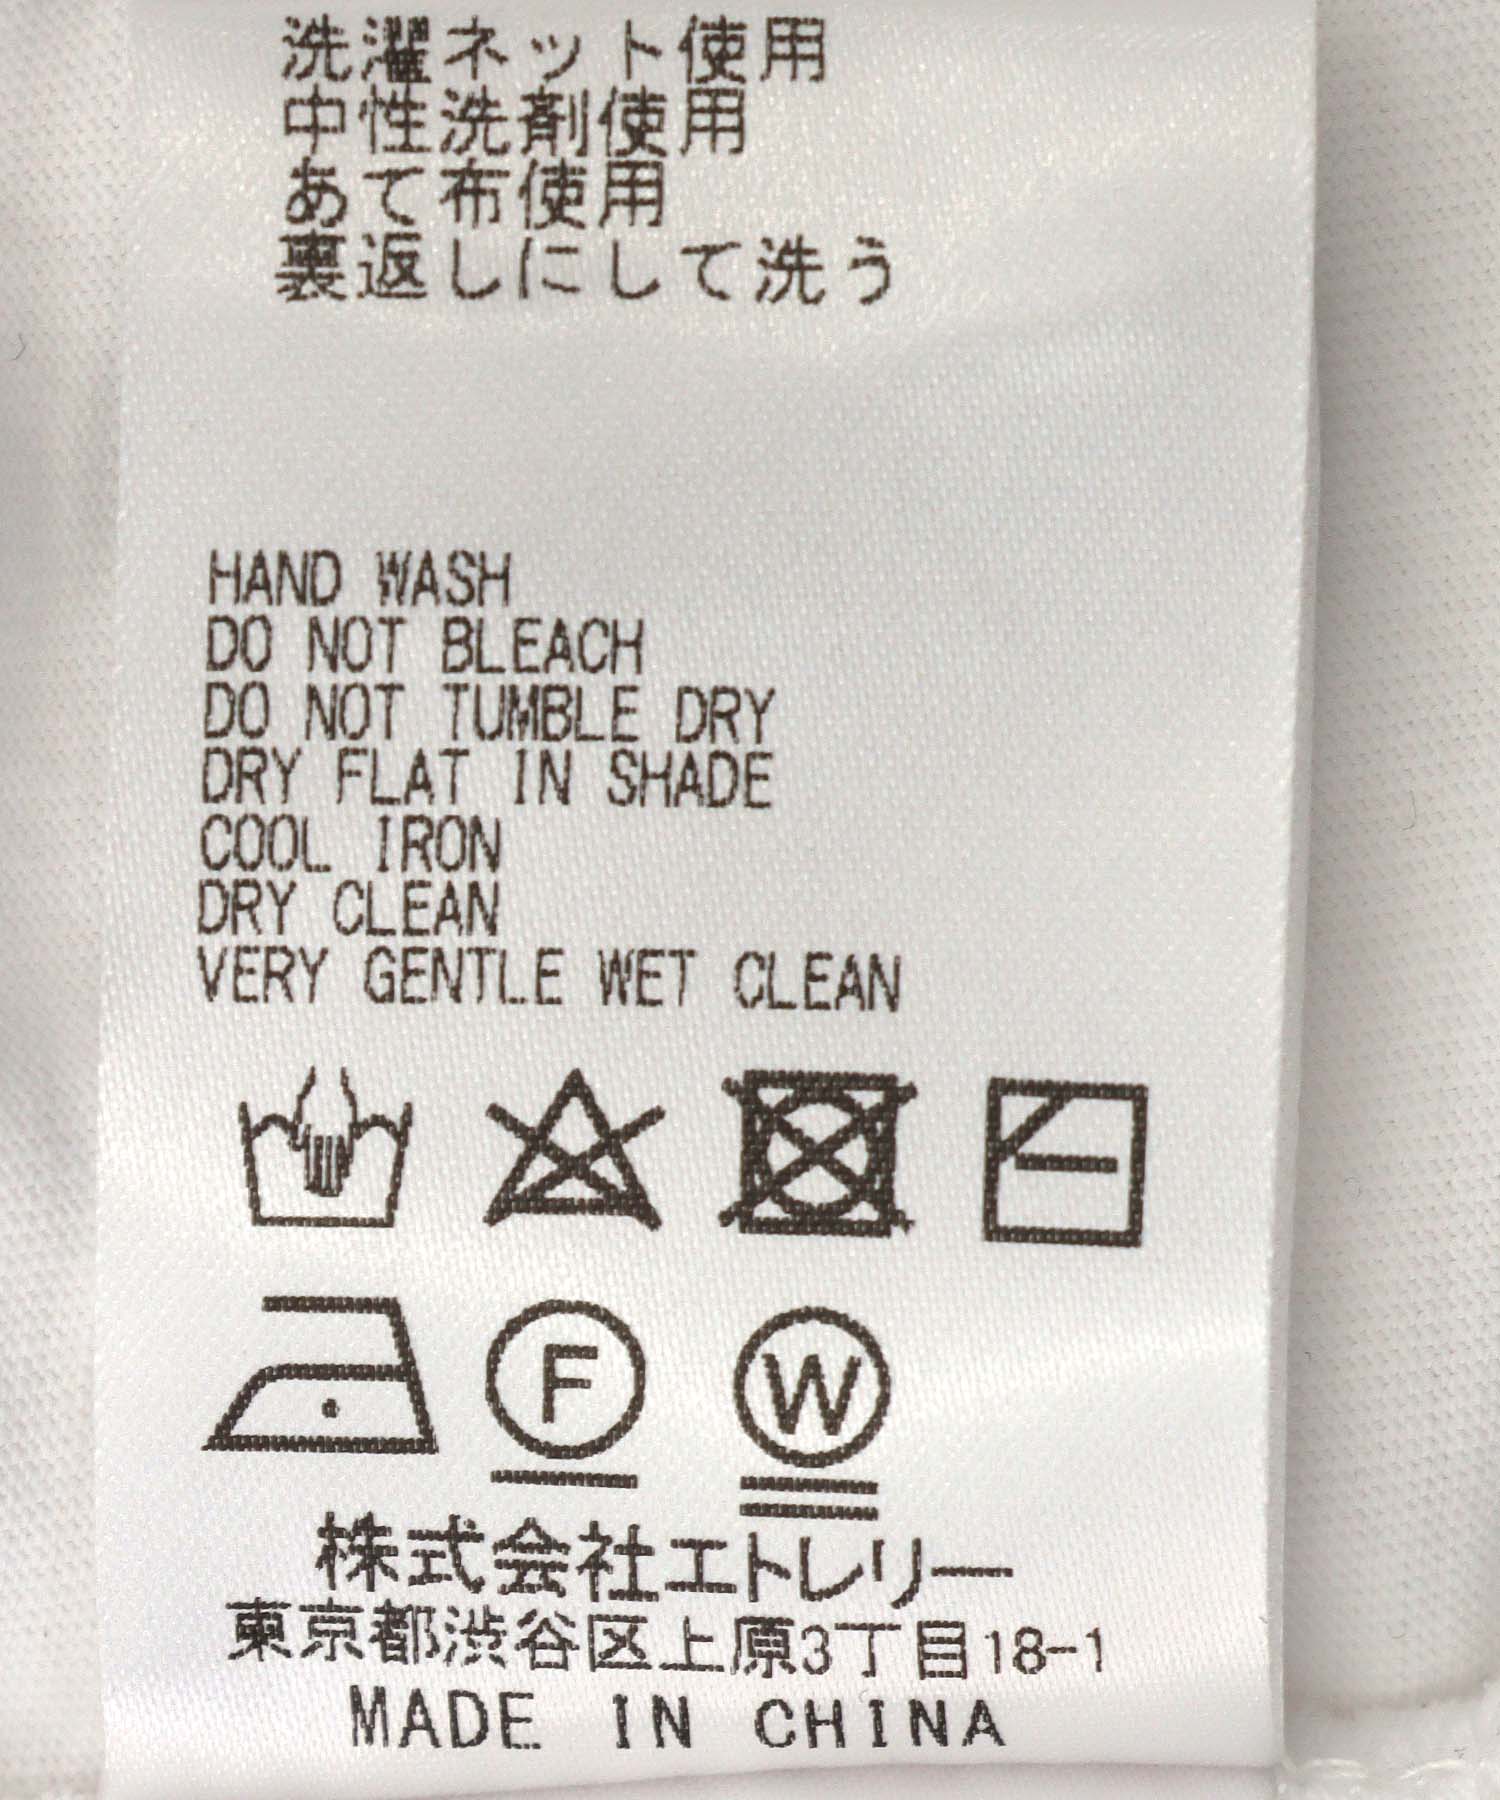 洗濯ネット使用
中性洗剤使用
あて布使用
裏返しにして洗う
HAND WASH
DO NOT BLEACH
DO NOT TUMBLE DRY
DRY FLAT IN SHADE
COOL IRON
DRY CLEAN
VERY GENTLE WET CLEAN
F W
株式会社エトレリー
東京都渋谷区上原3丁目18-1
MADE IN CHINA